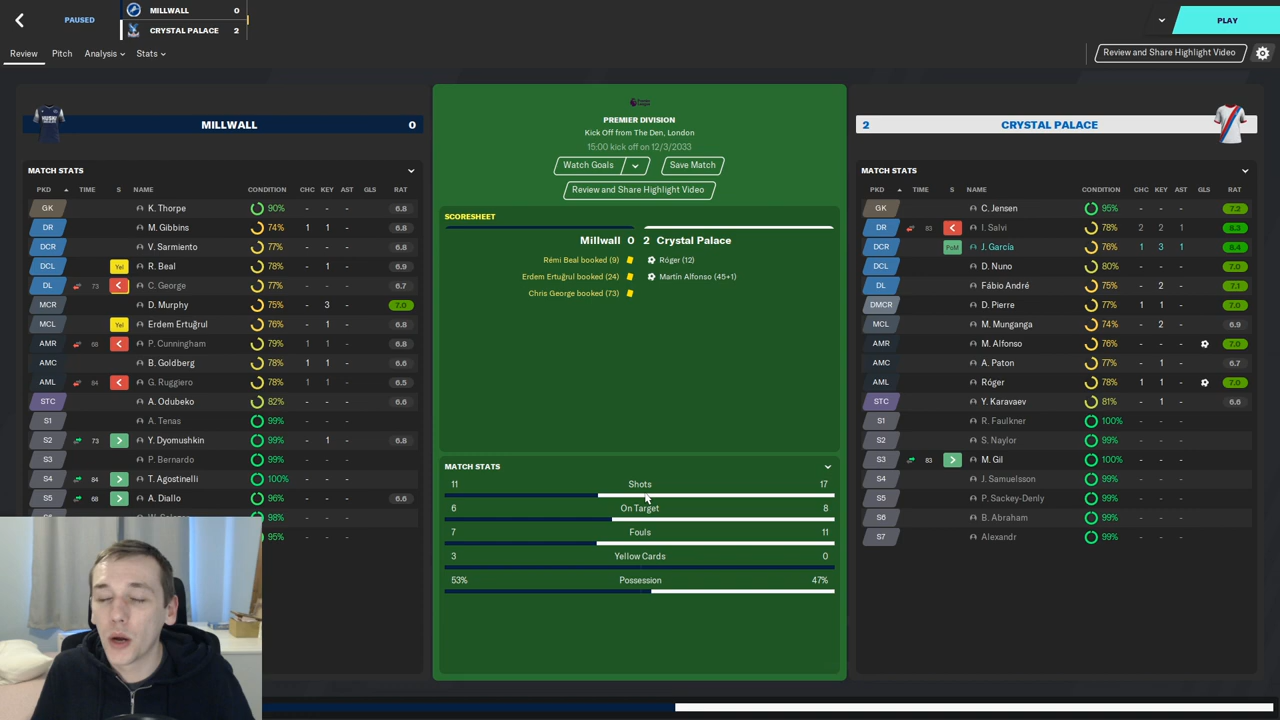 PAUSED
MILLWALL 0
CRYSTAL PALACE 2
PLAY
Review Pitch Analysis Stats
Review and Share Highlight Video
MILLWALL 0
MATCH STATS
PKD TIME S NAME CONDITION CHC KEY AST GLS RAT
GK K. Thorpe 90% - - - 6.8
DR M. Gibbins 74% 1 1 - 6.8
DCR V. Sarmiento 77% - - - 6.8
DCL Yel R. Beal 78% - 1 - 6.9
DL 73 C. George 77% - - - 6.7
MCR D. Murphy 75% - 3 - 7.0
MCL Yel Erdem Ertuğrul 76% - 1 - 6.8
AMR 68 P. Cunningham 79% 1 1 - 6.8
AMC B. Goldberg 78% 1 1 - 6.6
AML 84 G. Ruggiero 78% 1 1 - 6.5
STC A. Odubeko 82% - - - 6.6
S1 A. Tenas 99%
S2 73 Y. Dyomushkin 99% - 1 - 6.8
S3 P. Bernardo 99%
S4 84 T. Agostinelli 100% - - -
S5 68 A. Diallo 96% - - - 6.6
98%
95%
PREMIER DIVISION
Kick Off from The Den, London
15:00 kick off on 12/3/2033
Watch Goals Save Match
Review and Share Highlight Video
SCORESHEET
Millwall 0 2 Crystal Palace
Rémi Beal booked (9) Róger (12)
Erdem Ertuğrul booked (24) Martín Alfonso (45+1)
Chris George booked (73)
MATCH STATS
11 Shots 17
6 On Target 8
7 Fouls 11
3 Yellow Cards 0
53% Possession 47%
2 CRYSTAL PALACE
MATCH STATS
PKD TIME S NAME CONDITION CHC KEY AST GLS RAT
GK C. Jensen 95% - - - 7.2
DR 83 I. Salvi 78% 2 2 1 8.3
DCR PoM J. García 76% 1 3 1 8.4
DCL D. Nuno 80% - - - 7.0
DL Fábio André 75% - 2 - 7.1
DMCR D. Pierre 77% 1 1 - 7.0
MCL M. Munganga 74% - 2 - 6.9
AMR M. Alfonso 76% - - - 7.0
AMC A. Paton 77% - 1 - 6.7
AML Róger 78% 1 1 - 7.0
STC Y. Karavaev 81% - 1 - 6.6
S1 R. Faulkner 100%
S2 S. Naylor 99%
S3 83 M. Gil 100% - - -
S4 J. Samuelsson 99%
S5 P. Sackey-Denly 99%
S6 B. Abraham 99%
S7 Alexandr 99%